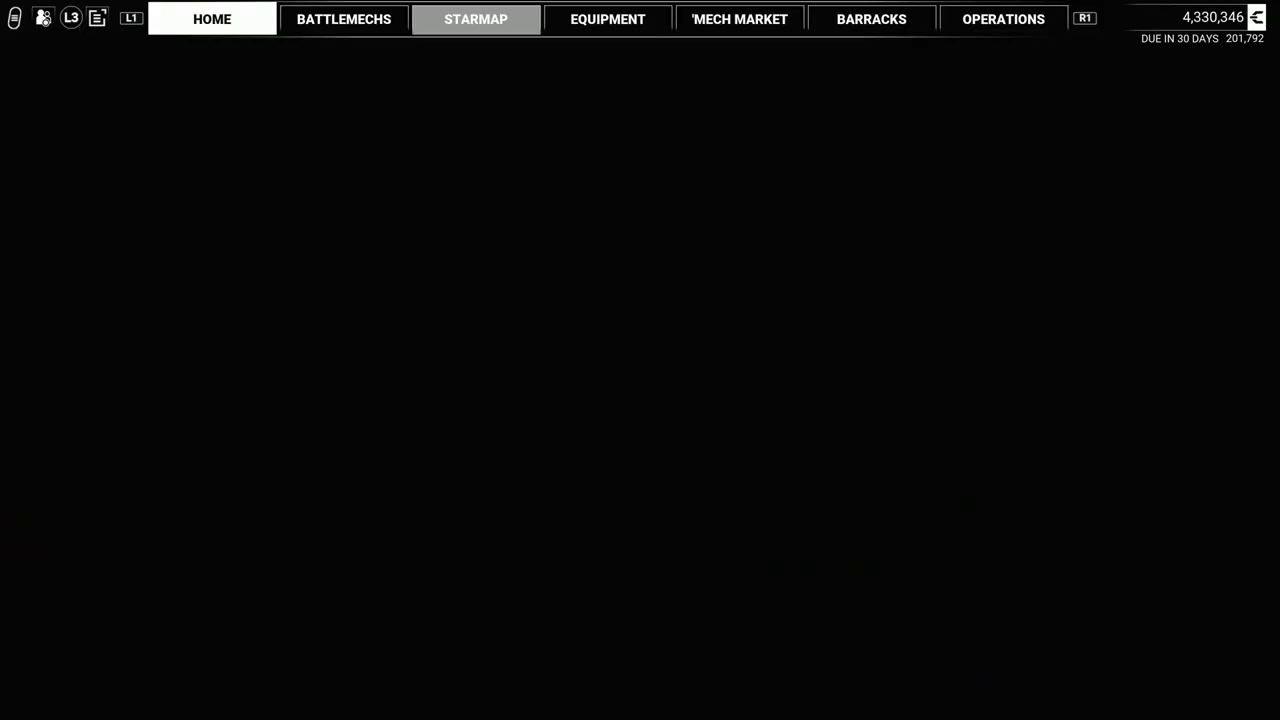 L3 L1 HOME BATTLEMECHS STARMAP EQUIPMENT 'MECH MARKET BARRACKS OPERATIONS R1 4,330,346
DUE IN 30 DAYS 201,792